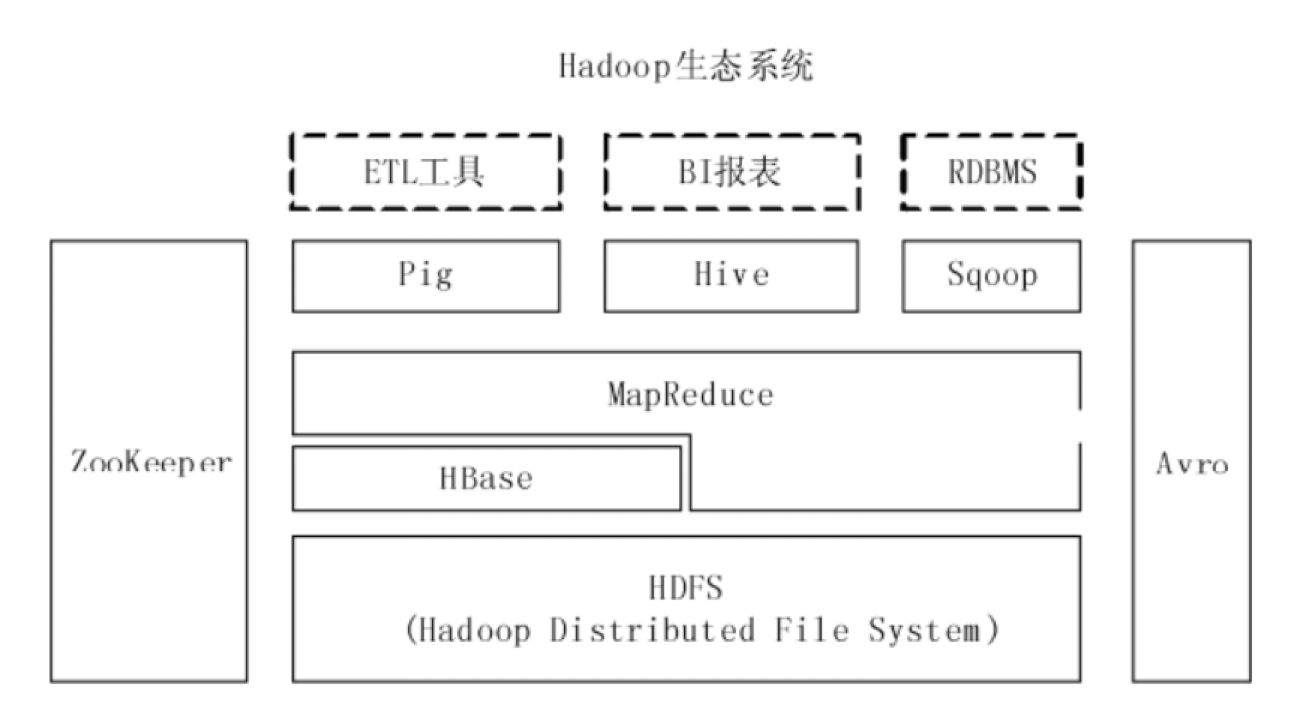 Hadoop生态系统
ETL工具
BI报表
RDBMS
Pig
Hive
Sqoop
MapReduce
ZooKeeper
HBase
Avro
HDFS
(Hadoop Distributed File System)